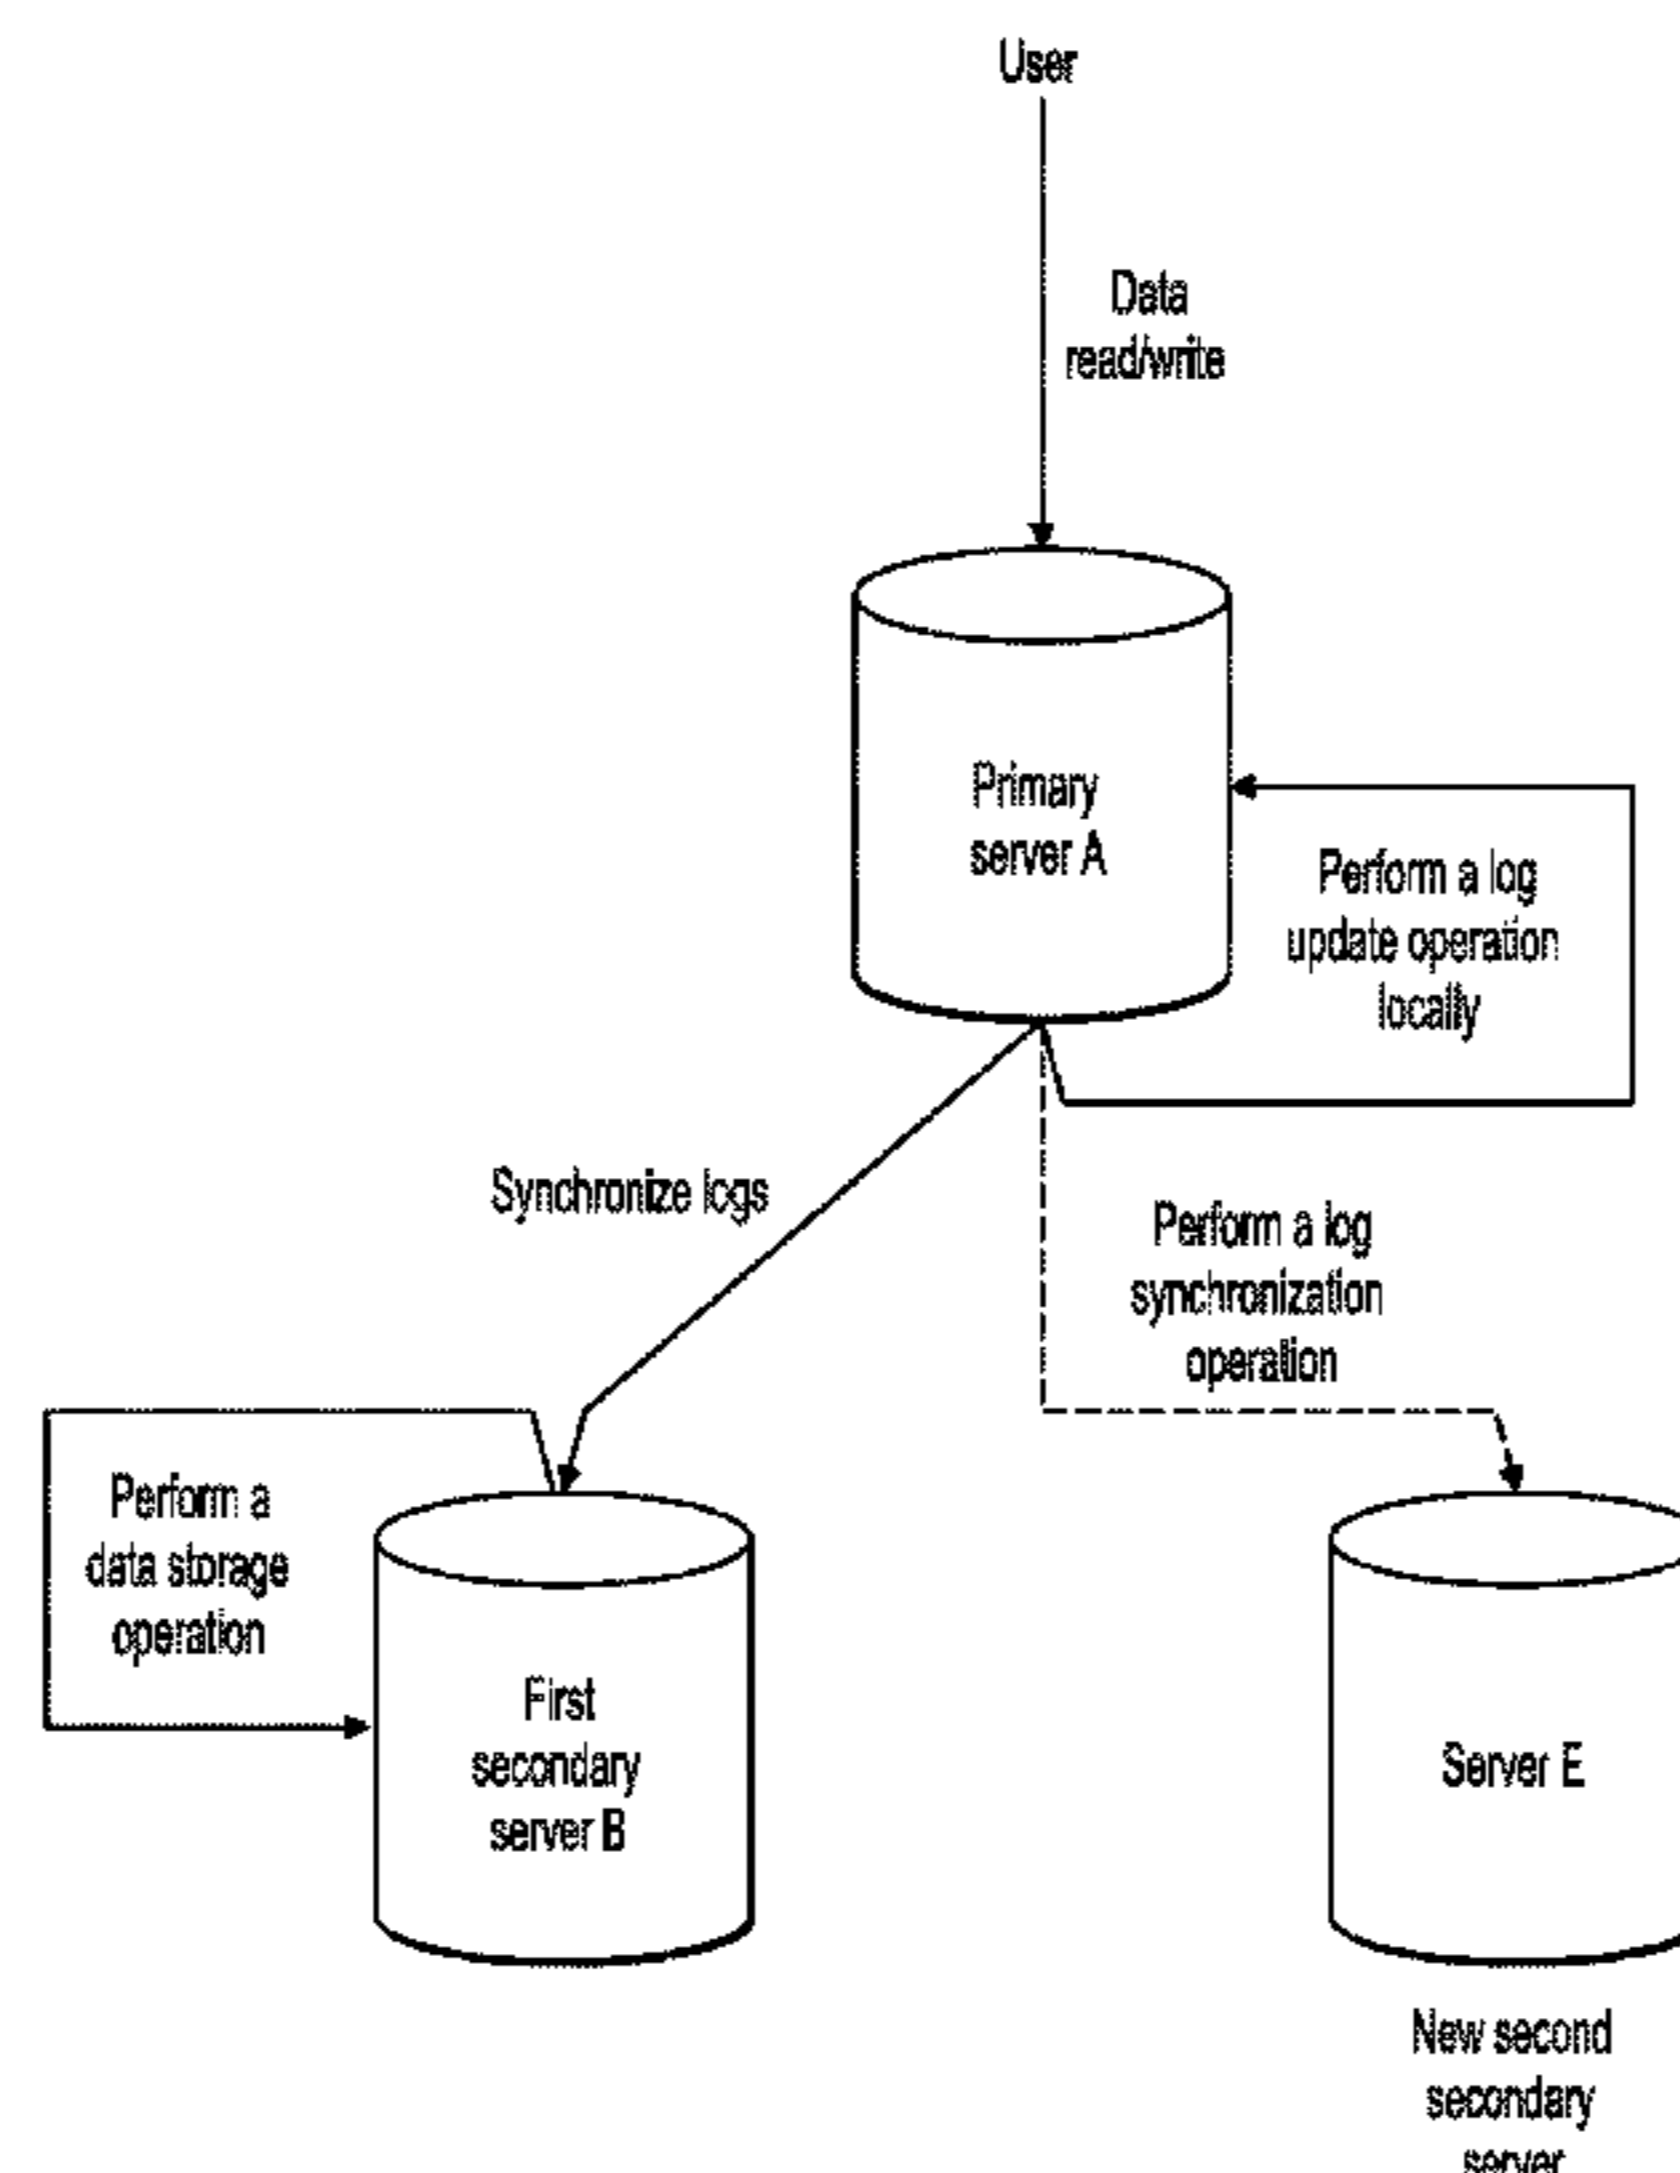 User
Data
read/write
Primary
server A
Perform a log
update operation
locally
Synchronize logs
Perform a log
synchronization
operation
Perform a
data storage
operation
First
secondary
server B
Server E
New second
secondary
server